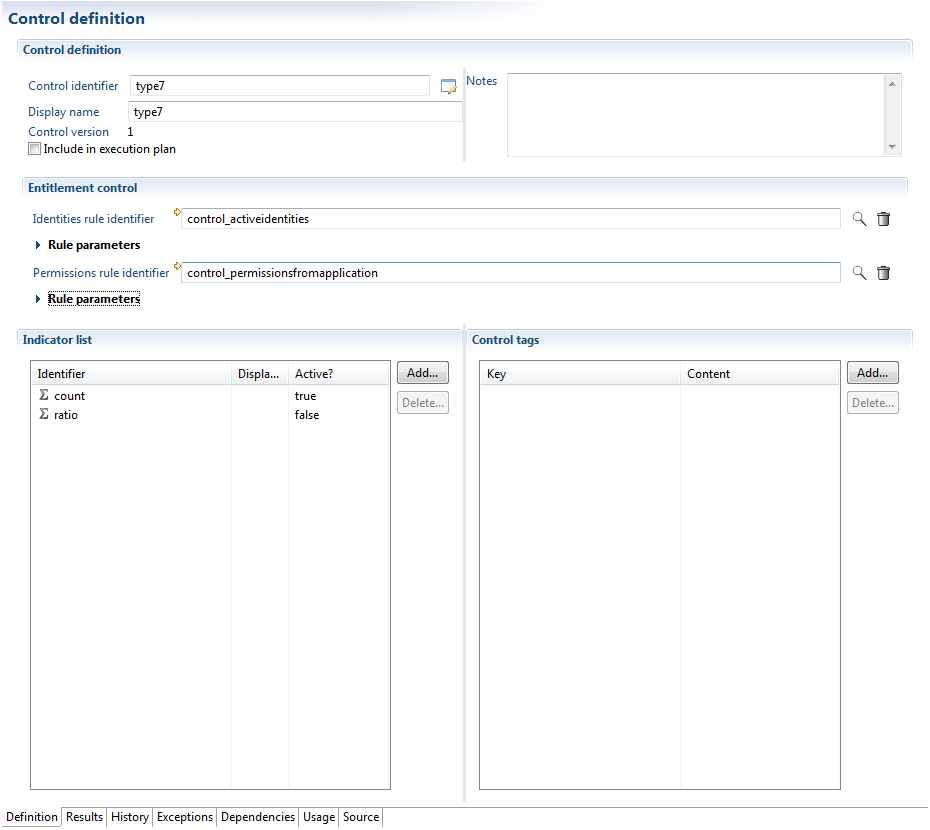 Control definition
Control definition
Control identifier type7
Display name type7
Control version 1
Include in execution plan
Notes
Entitlement control
Identities rule identifier control_activeidentities
Rule parameters
Permissions rule identifier control_permissionsfromapplication
Rule parameters
Indicator list
Identifier Displa... Active? Add...
count true Delete...
ratio false
Control tags
Key Content Add...
Delete...
Definition Results History Exceptions Dependencies Usage Source